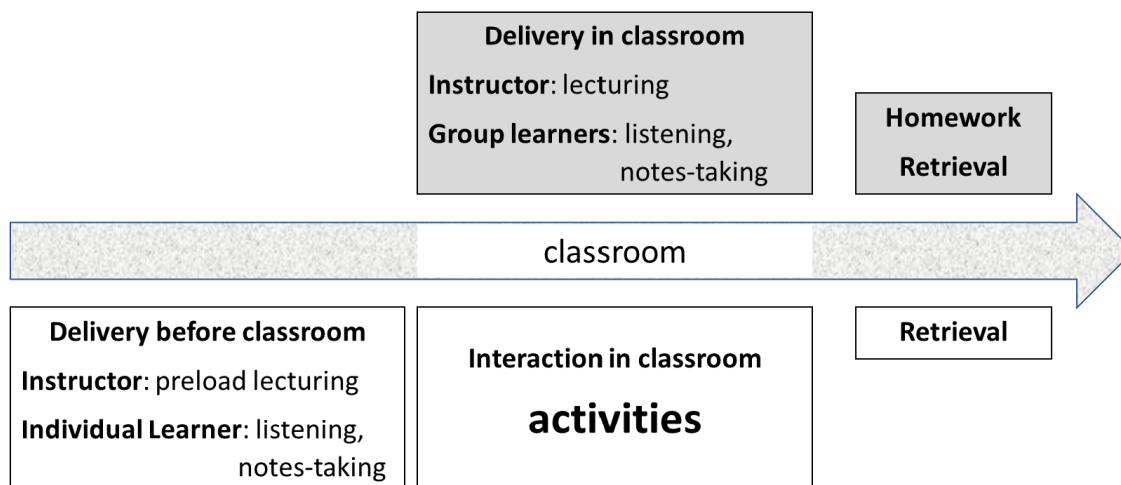 Delivery in classroom
Instructor: lecturing
Group learners: listening,
notes-taking
Homework
Retrieval
classroom
Delivery before classroom
Instructor: preload lecturing
Individual Learner: listening,
notes-taking
Interaction in classroom
activities
Retrieval